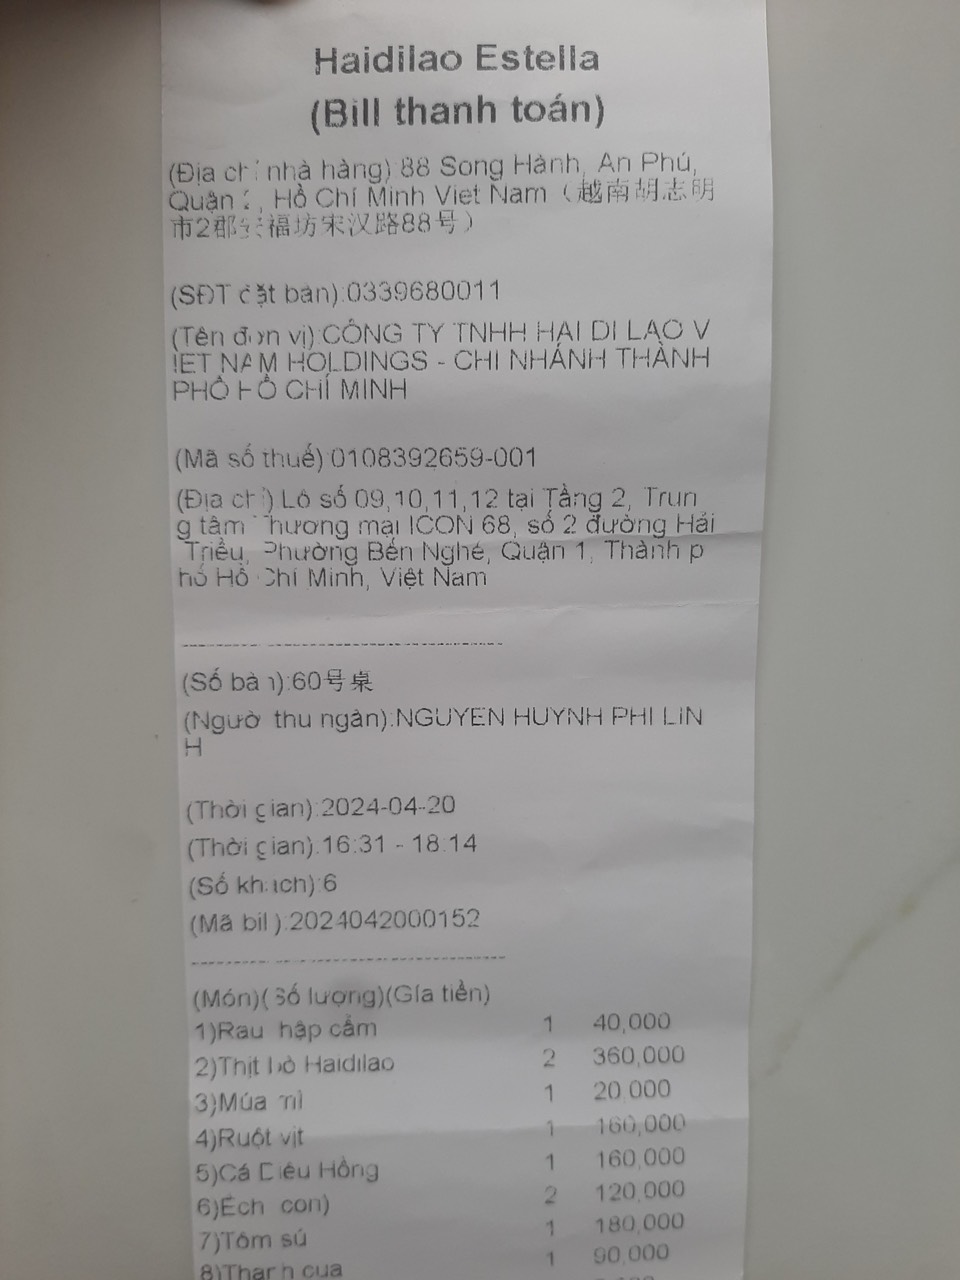 Haidilao Estella
(Bill thanh toán)
(Địa chỉ nhà hàng):88 Song Hành, An Phú,
Quận 2, Hồ Chí Minh Viet Nam（越南胡志明
市2郡安福坊宋汉路88号）
(SĐT đặt bàn):0339680011
(Tên đơn vị):CÔNG TY TNHH HAI DI LAO V
IET NAM HOLDINGS - CHI NHÁNH THÀNH
PHỐ HỒ CHÍ MINH
(Mã số thuế):0108392659-001
(Địa chỉ):Lô số 09,10,11,12 tại Tầng 2, Trun
g tâm Thương mại ICON 68, số 2 đường Hải
Triều, Phường Bến Nghé, Quận 1, Thành p
hố Hồ Chí Minh, Việt Nam
(Số bàn):60号桌
(Người thu ngân):NGUYEN HUYNH PHI LIN
H
(Thời gian):2024-04-20
(Thời gian):16:31 - 18:14
(Số khách):6
(Mã bill):2024042000152
(Món)(Số lượng)(Gía tiền)
1)Rau thập cẩm 1 40,000
2)Thịt bò Haidilao 2 360,000
3)Múa mì 1 20,000
4)Ruột vịt 1 160,000
5)Cá Diêu Hồng 1 160,000
6)Ếch (con) 2 120,000
7)Tôm sú 1 180,000
8)Thanh cua 1 90,000